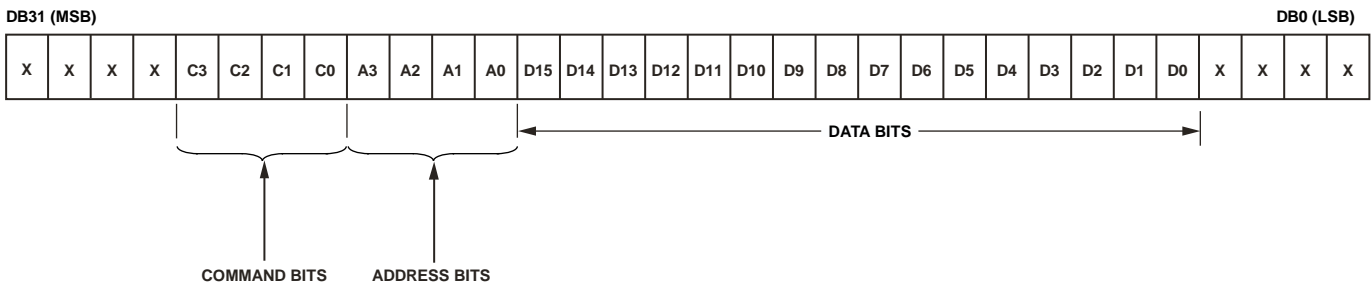 DB31 (MSB) DB0 (LSB)
X X X X C3 C2 C1 C0 A3 A2 A1 A0 D15 D14 D13 D12 D11 D10 D9 D8 D7 D6 D5 D4 D3 D2 D1 D0 X X X X
DATA BITS
COMMAND BITS ADDRESS BITS